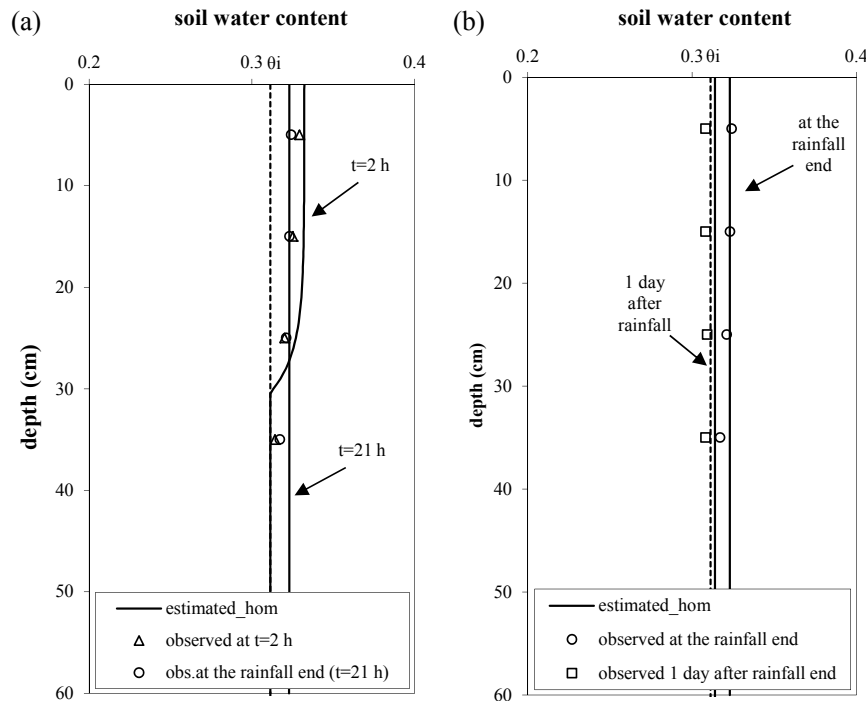 (a)
soil water content
0.2
0.3 θi
0.4
0
10
20
30
40
50
60
depth (cm)
t=2 h
t=21 h
estimated_hom
observed at t=2 h
obs.at the rainfall end (t=21 h)
(b)
soil water content
0.2
0.3 θi
0.4
0
10
20
30
40
50
60
depth (cm)
at the
rainfall
end
1 day
after
rainfall
estimated_hom
observed at the rainfall end
observed 1 day after rainfall end